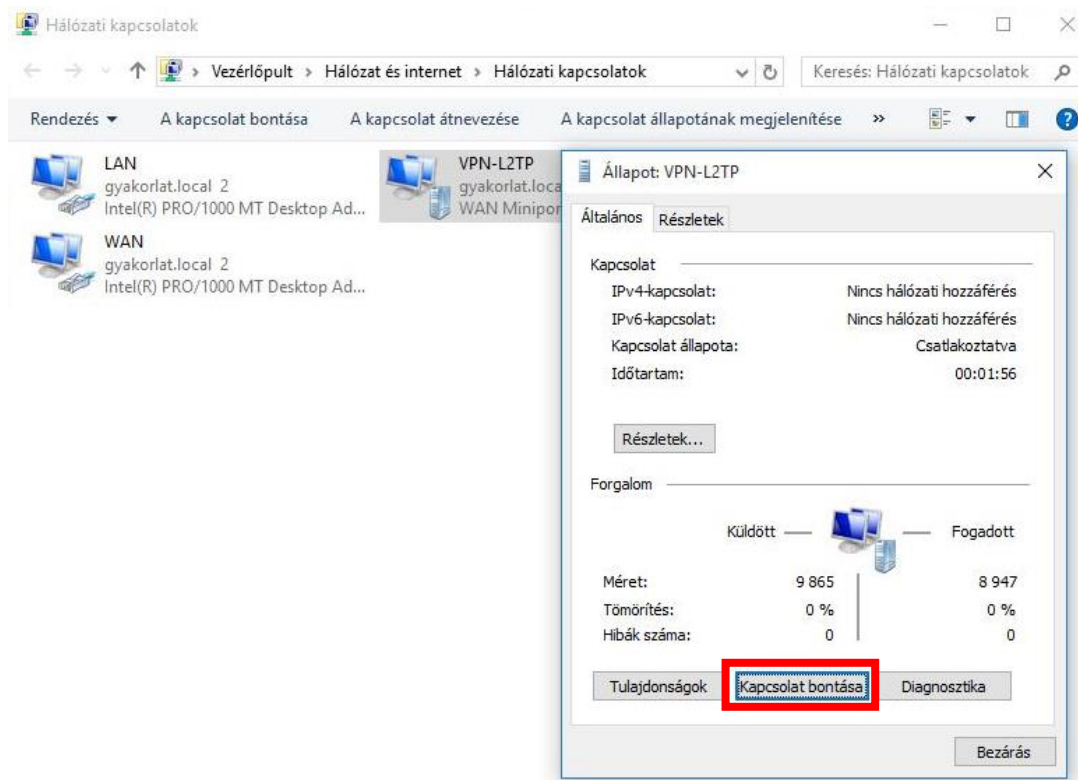 Hálózati kapcsolatok
Vezérlőpult > Hálózat és internet > Hálózati kapcsolatok
Keresés: Hálózati kapcsolatok
Rendezés A kapcsolat bontása A kapcsolat átnevezése A kapcsolat állapotának megjelenítése »
LAN
gyakorlat.local 2
Intel(R) PRO/1000 MT Desktop Ad...
VPN-L2TP
gyakorlat.loca
WAN Minipor
WAN
gyakorlat.local 2
Intel(R) PRO/1000 MT Desktop Ad...
Állapot: VPN-L2TP
Általános Részletek
Kapcsolat
IPv4-kapcsolat: Nincs hálózati hozzáférés
IPv6-kapcsolat: Nincs hálózati hozzáférés
Kapcsolat állapota: Csatlakoztatva
Időtartam: 00:01:56
Részletek...
Forgalom
Küldött — Fogadott
Méret: 9 865 8 947
Tömörítés: 0 % 0 %
Hibák száma: 0 0
Tulajdonságok Kapcsolat bontása Diagnosztika
Bezárás